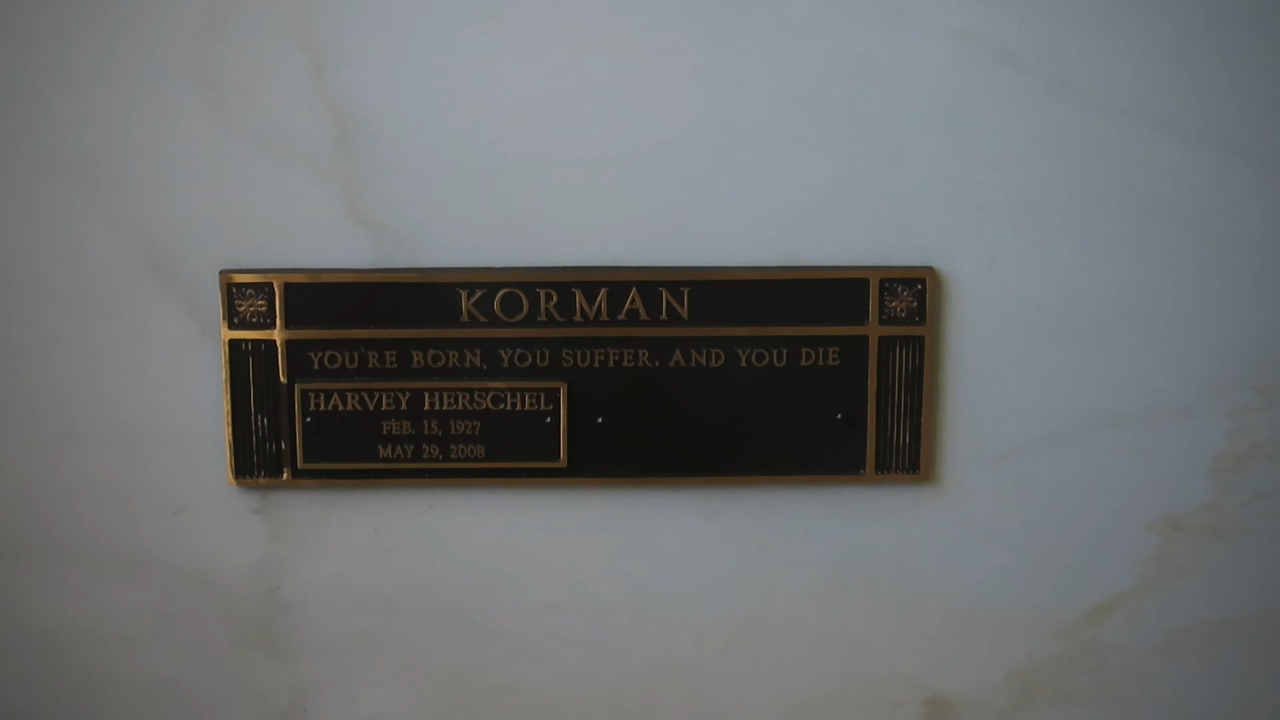 KORMAN
YOU'RE BORN, YOU SUFFER, AND YOU DIE
HARVEY HERSCHEL
FEB. 15, 1927
MAY 29, 2008